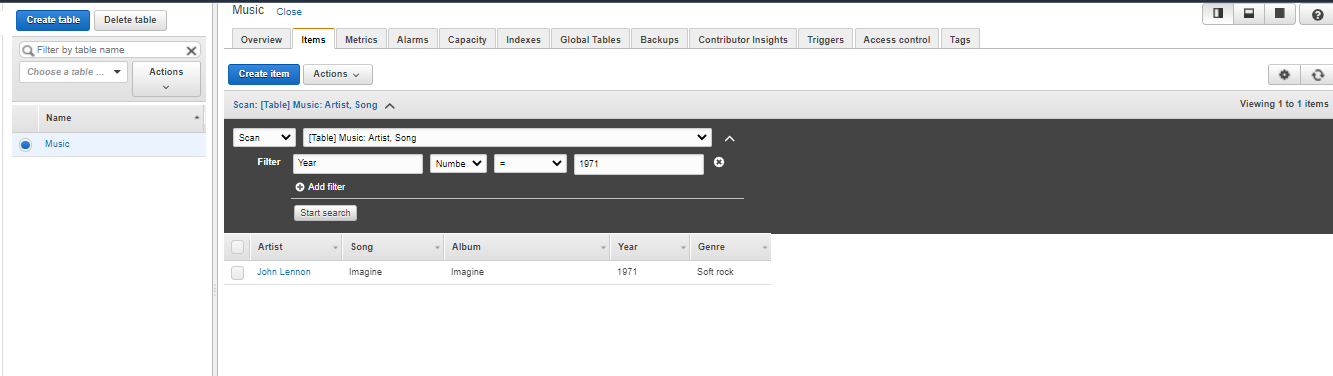 Create table Delete table
Filter by table name
Choose a table ... Actions
Name
Music
Music Close
Overview Items Metrics Alarms Capacity Indexes Global Tables Backups Contributor Insights Triggers Access control Tags
Create item Actions
Scan: [Table] Music: Artist, Song Viewing 1 to 1 items
Scan [Table] Music: Artist, Song
Filter Year Numbe = 1971
Add filter
Start search
Artist Song Album Year Genre
John Lennon Imagine Imagine 1971 Soft rock